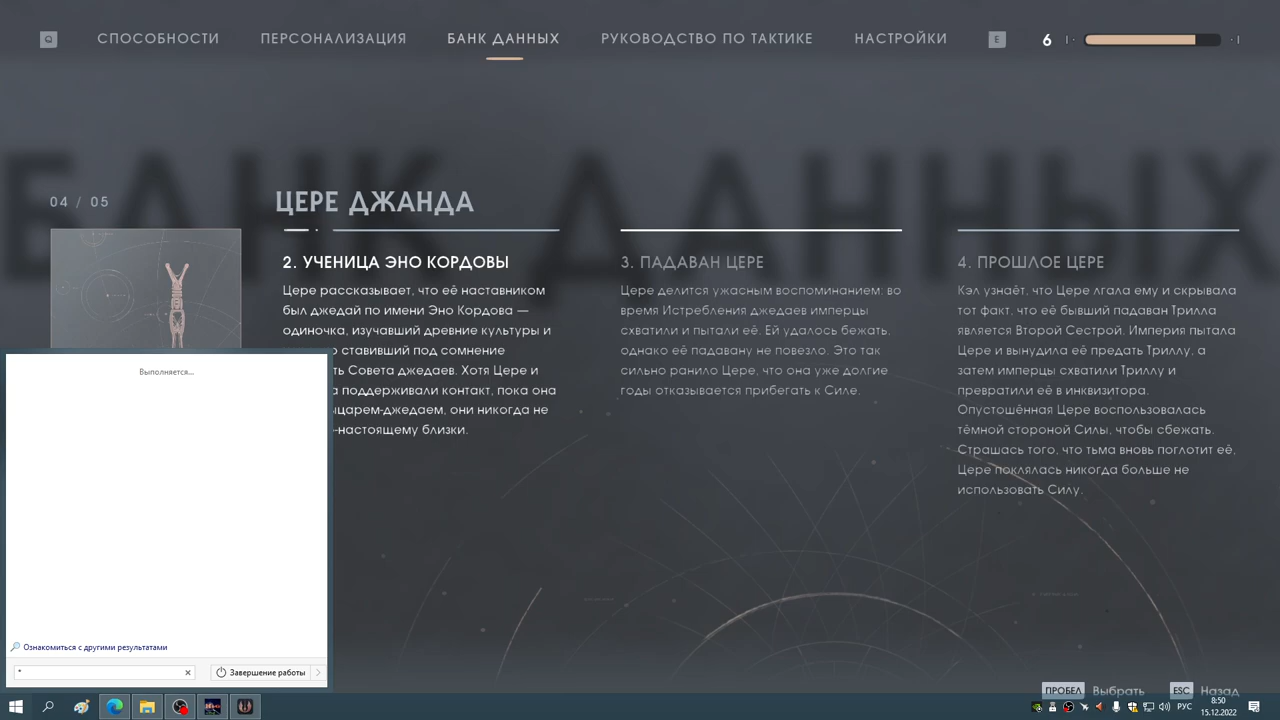 Q СПОСОБНОСТИ ПЕРСОНАЛИЗАЦИЯ БАНК ДАННЫХ РУКОВОДСТВО ПО ТАКТИКЕ НАСТРОЙКИ E 6
БАНК ДАННЫХ
04 / 05
ЦЕРЕ ДЖАНДА
2. УЧЕНИЦА ЭНО КОРДОВЫ
Цере рассказывает, что её наставником
был джедай по имени Эно Кордова —
одиночка, изучавший древние культуры и
ставивший под сомнение
Совета джедаев. Хотя Цере и
поддерживали контакт, пока она
они никогда не
-настоящему близки.
3. ПАДАВАН ЦЕРЕ
Цере делится ужасным воспоминанием: во
время Истребления джедаев имперцы
схватили и пытали её. Ей удалось бежать,
однако её падавану не повезло. Это так
сильно ранило Цере, что она уже долгие
годы отказывается прибегать к Силе.
4. ПРОШЛОЕ ЦЕРЕ
Кэл узнаёт, что Цере лгала ему и скрывала
тот факт, что её бывший падаван Трилла
является Второй Сестрой. Империя пытала
Цере и вынудила её предать Триллу, а
затем имперцы схватили Триллу и
превратили её в инквизитора.
Опустошённая Цере воспользовалась
тёмной стороной Силы, чтобы сбежать.
Страшась того, что тьма вновь поглотит её,
Цере поклялась никогда больше не
использовать Силу.
Выполняется...
Ознакомиться с другими результатами
*
Завершение работы
ПРОБЕЛ Выбрать ESC Назад
РУС
8:50
15.12.2022